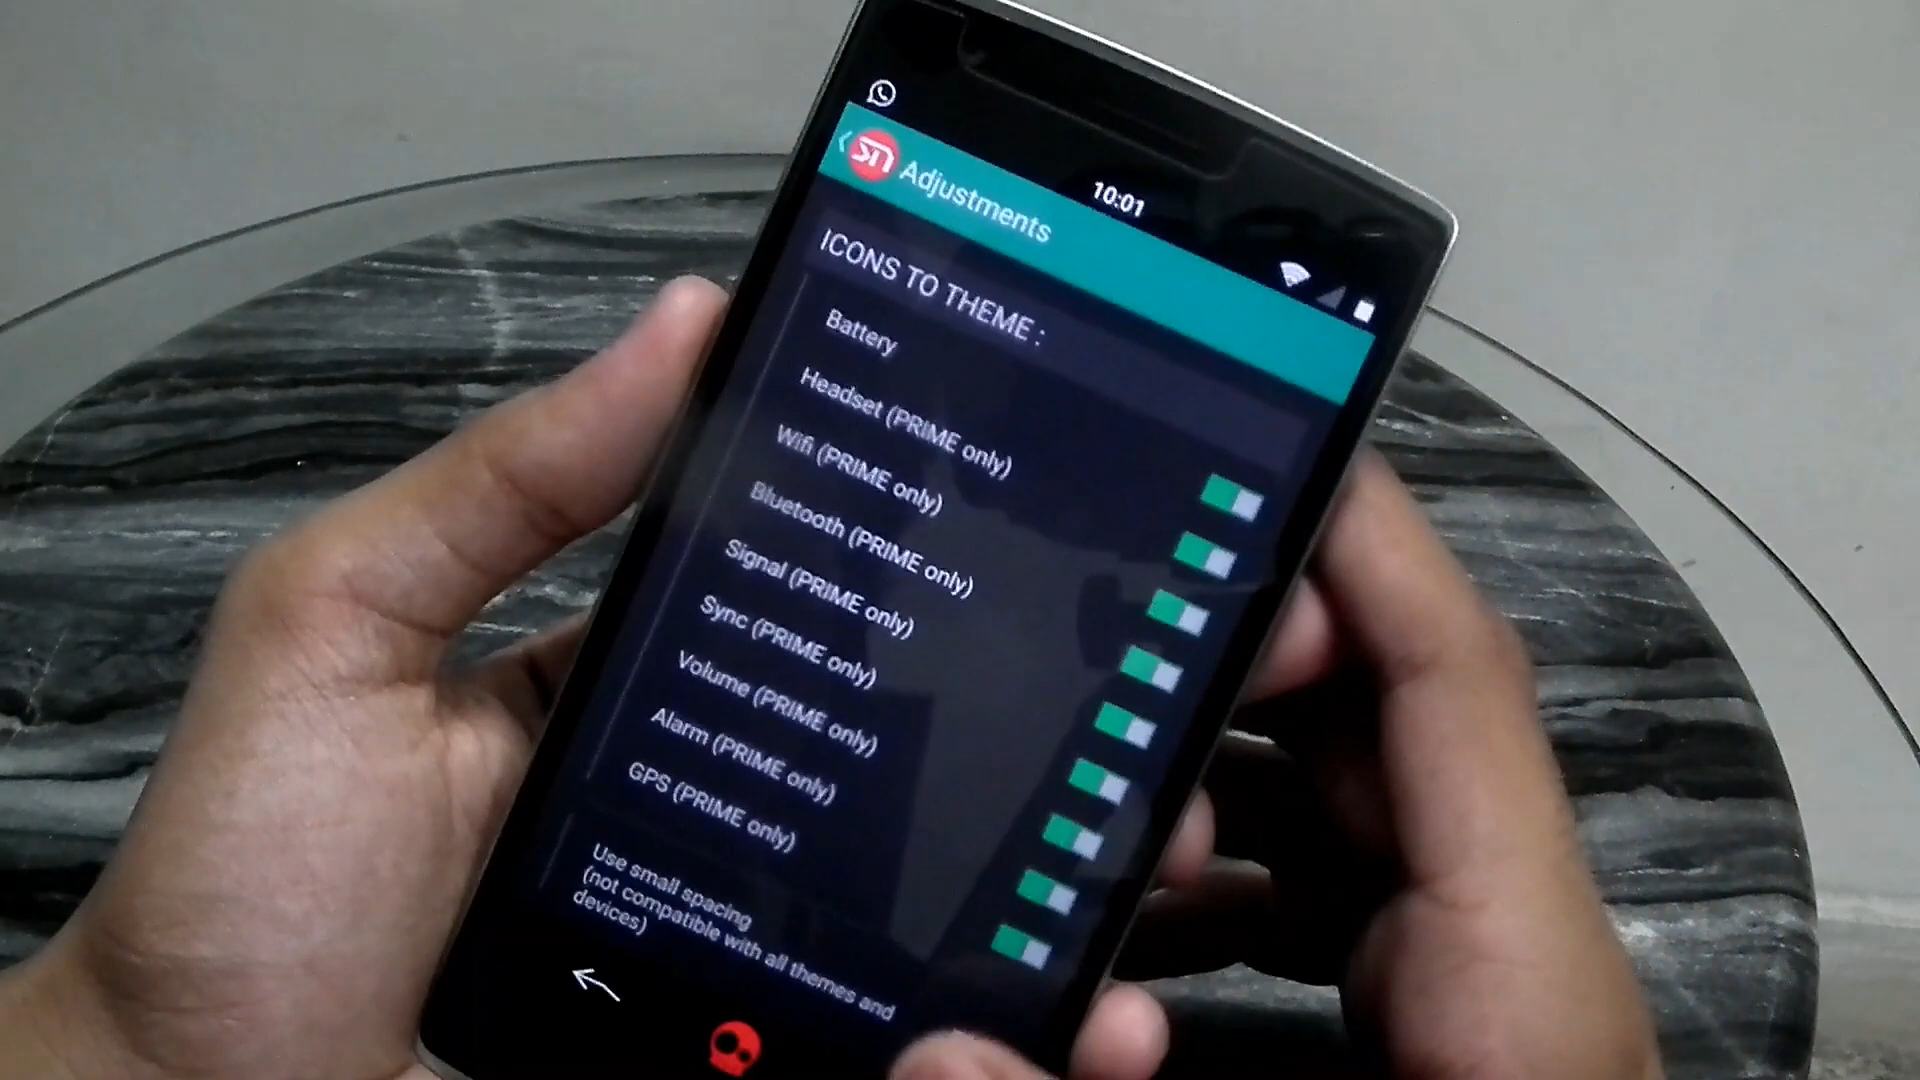 10:01
Adjustments
ICONS TO THEME :
Battery
Headset (PRIME only)
Wifi (PRIME only)
Bluetooth (PRIME only)
Signal (PRIME only)
Sync (PRIME only)
Volume (PRIME only)
Alarm (PRIME only)
GPS (PRIME only)
Use small spacing
(not compatible with all themes and
devices)